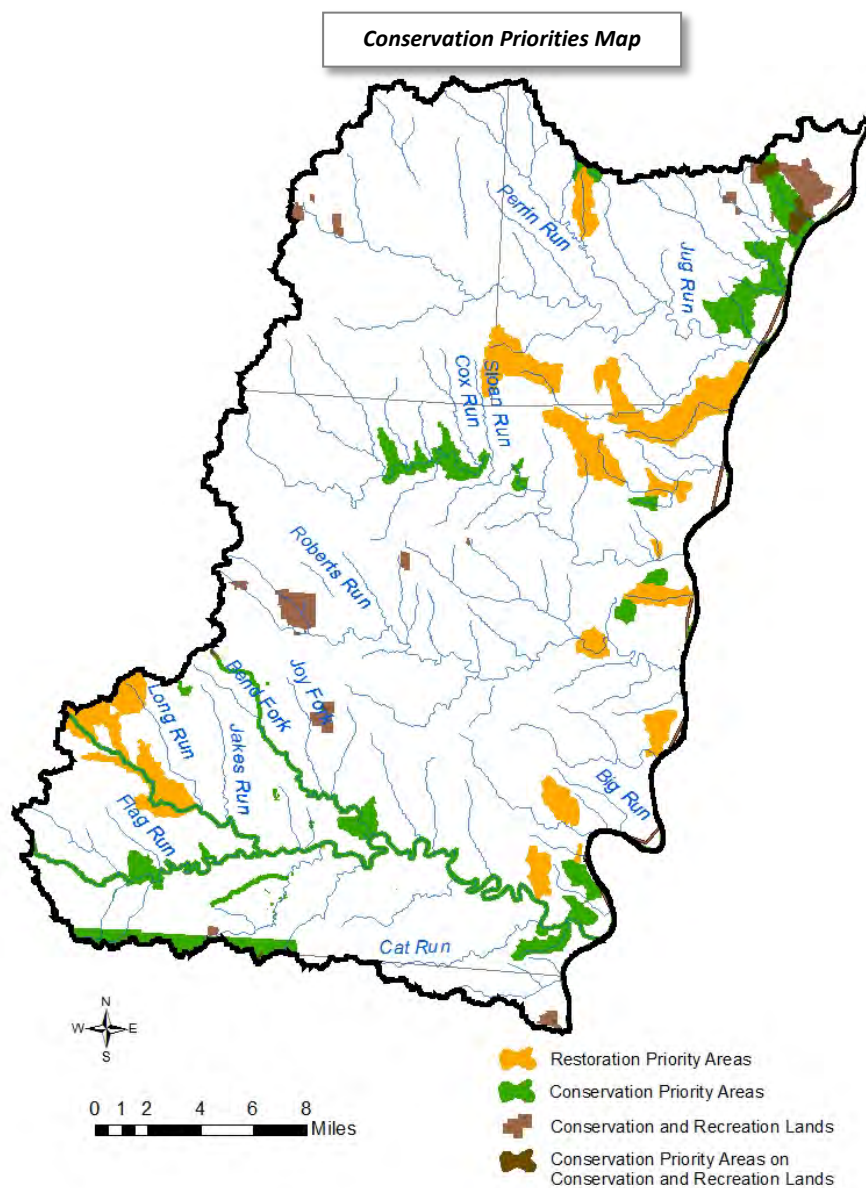 Conservation Priorities Map
Perrin Run
Jug Run
Sloan Run
Cox Run
Roberts Run
Joy Fork
Bend Fork
Long Run
Jakes Run
Big Run
Flag Run
Cat Run
N
W E
S
0 1 2 4 6 8
Miles
Restoration Priority Areas
Conservation Priority Areas
Conservation and Recreation Lands
Conservation Priority Areas on
Conservation and Recreation Lands